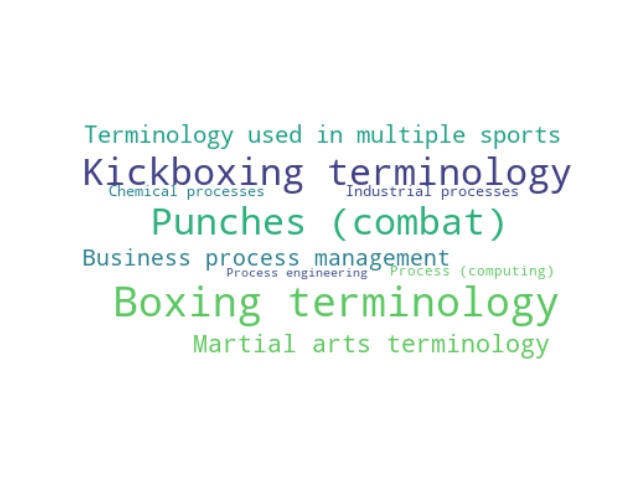 Terminology used in multiple sports
Kickboxing terminology
Chemical processes
Industrial processes
Punches (combat)
Business process management
Process engineering
Process (computing)
Boxing terminology
Martial arts terminology